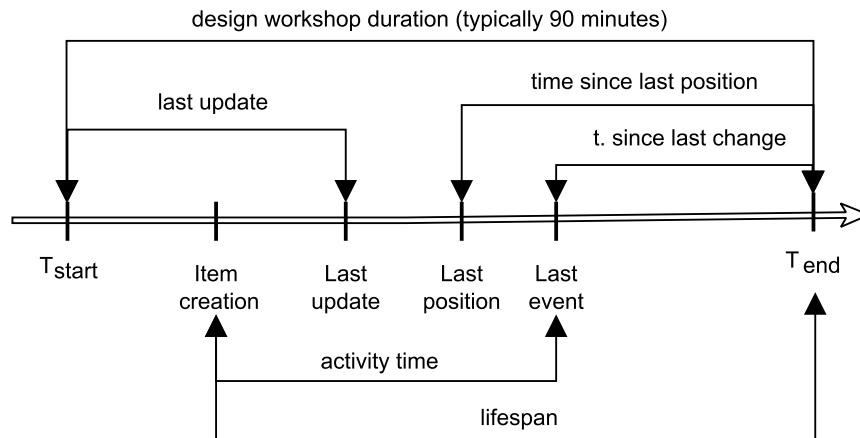 design workshop duration (typically 90 minutes)
time since last position
last update
t. since last change
Tstart
Item
creation
Last
update
Last
position
Last
event
T end
activity time
lifespan